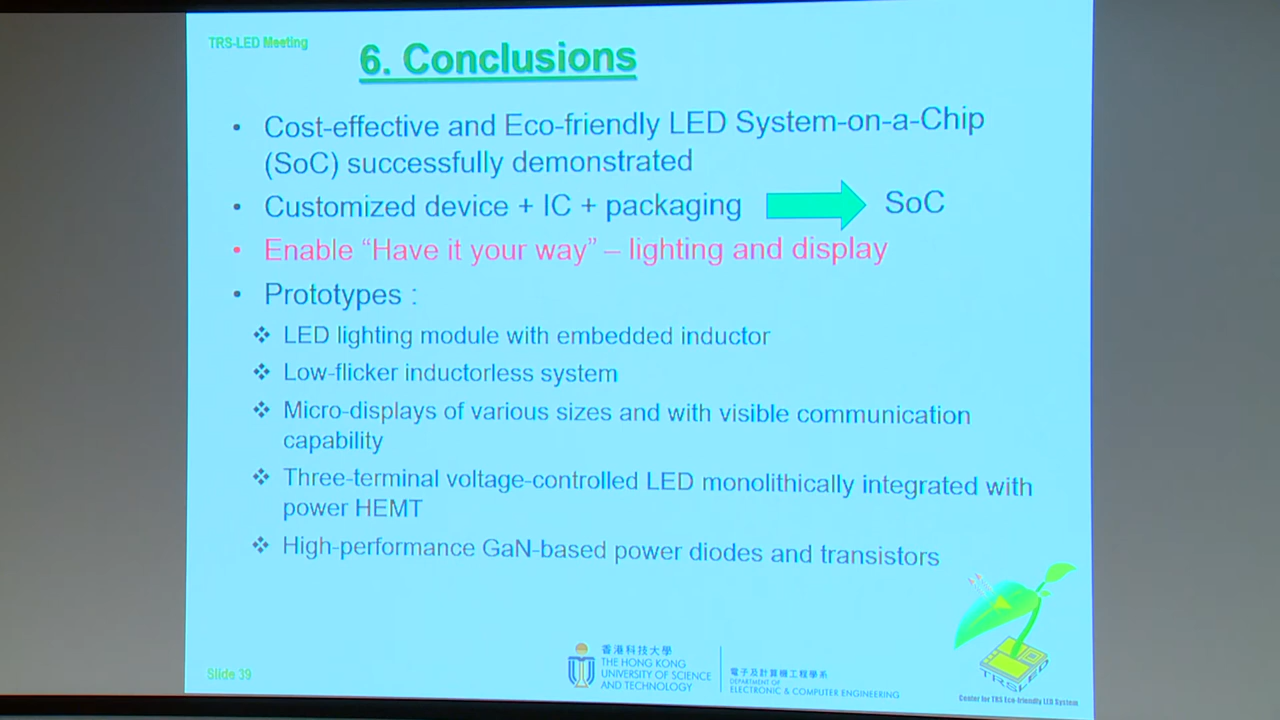 TRS-LED Meeting
6. Conclusions
• Cost-effective and Eco-friendly LED System-on-a-Chip
(SoC) successfully demonstrated
• Customized device + IC + packaging SoC
• Enable “Have it your way” – lighting and display
• Prototypes :
❖ LED lighting module with embedded inductor
❖ Low-flicker inductorless system
❖ Micro-displays of various sizes and with visible communication
capability
❖ Three-terminal voltage-controlled LED monolithically integrated with
power HEMT
❖ High-performance GaN-based power diodes and transistors
Slide 39
香港科技大學
THE HONG KONG
UNIVERSITY OF SCIENCE
AND TECHNOLOGY
電子及計算機工程學系
DEPARTMENT OF
ELECTRONIC & COMPUTER ENGINEERING
TRSLED
Center for TRS Eco-friendly LED System